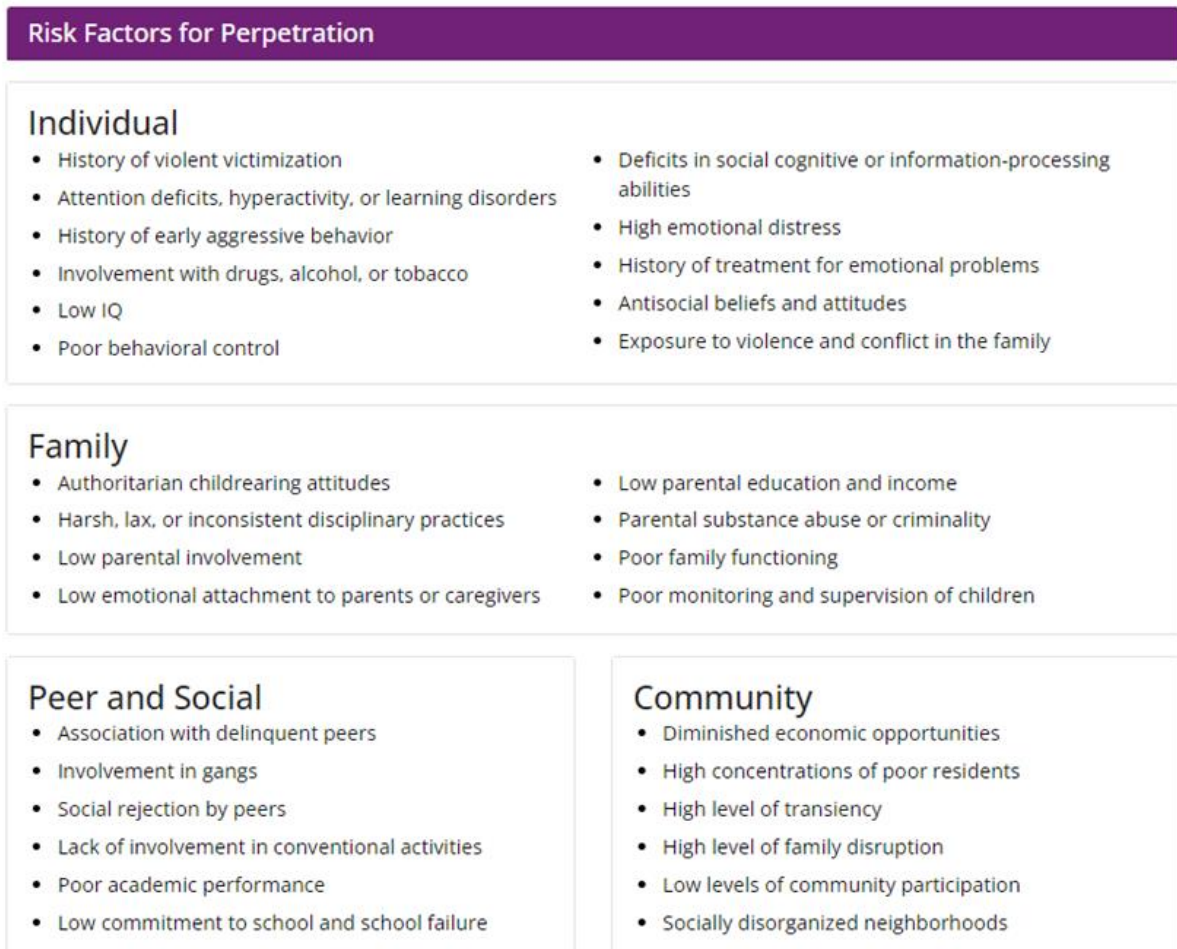 Risk Factors for Perpetration
Individual
• History of violent victimization
• Attention deficits, hyperactivity, or learning disorders
• History of early aggressive behavior
• Involvement with drugs, alcohol, or tobacco
• Low IQ
• Poor behavioral control
• Deficits in social cognitive or information-processing
abilities
• High emotional distress
• History of treatment for emotional problems
• Antisocial beliefs and attitudes
• Exposure to violence and conflict in the family
Family
• Authoritarian childrearing attitudes
• Harsh, lax, or inconsistent disciplinary practices
• Low parental involvement
• Low emotional attachment to parents or caregivers
• Low parental education and income
• Parental substance abuse or criminality
• Poor family functioning
• Poor monitoring and supervision of children
Peer and Social
• Association with delinquent peers
• Involvement in gangs
• Social rejection by peers
• Lack of involvement in conventional activities
• Poor academic performance
• Low commitment to school and school failure
Community
• Diminished economic opportunities
• High concentrations of poor residents
• High level of transiency
• High level of family disruption
• Low levels of community participation
• Socially disorganized neighborhoods